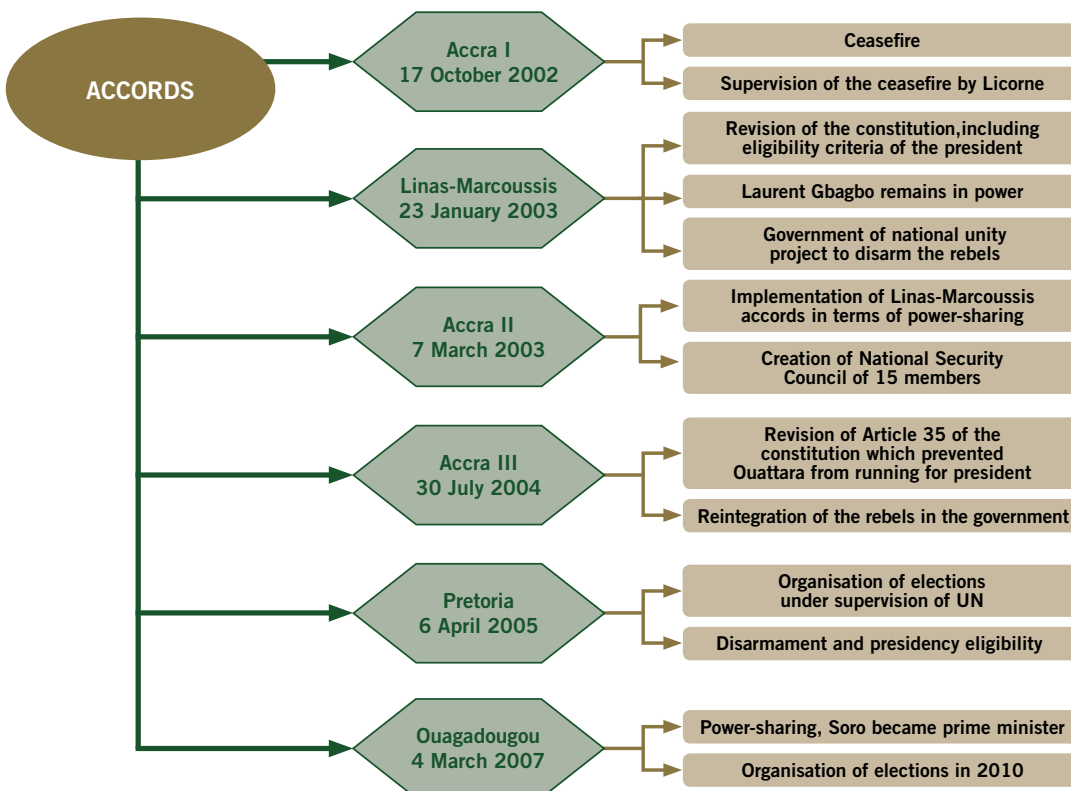 ACCORDS
Accra I
17 October 2002
Ceasefire
Supervision of the ceasefire by Licorne
Linas-Marcoussis
23 January 2003
Revision of the constitution,including
eligibility criteria of the president
Laurent Gbagbo remains in power
Government of national unity
project to disarm the rebels
Accra II
7 March 2003
Implementation of Linas-Marcoussis
accords in terms of power-sharing
Creation of National Security
Council of 15 members
Accra III
30 July 2004
Revision of Article 35 of the
constitution which prevented
Ouattara from running for president
Reintegration of the rebels in the government
Pretoria
6 April 2005
Organisation of elections
under supervision of UN
Disarmament and presidency eligibility
Ouagadougou
4 March 2007
Power-sharing, Soro became prime minister
Organisation of elections in 2010